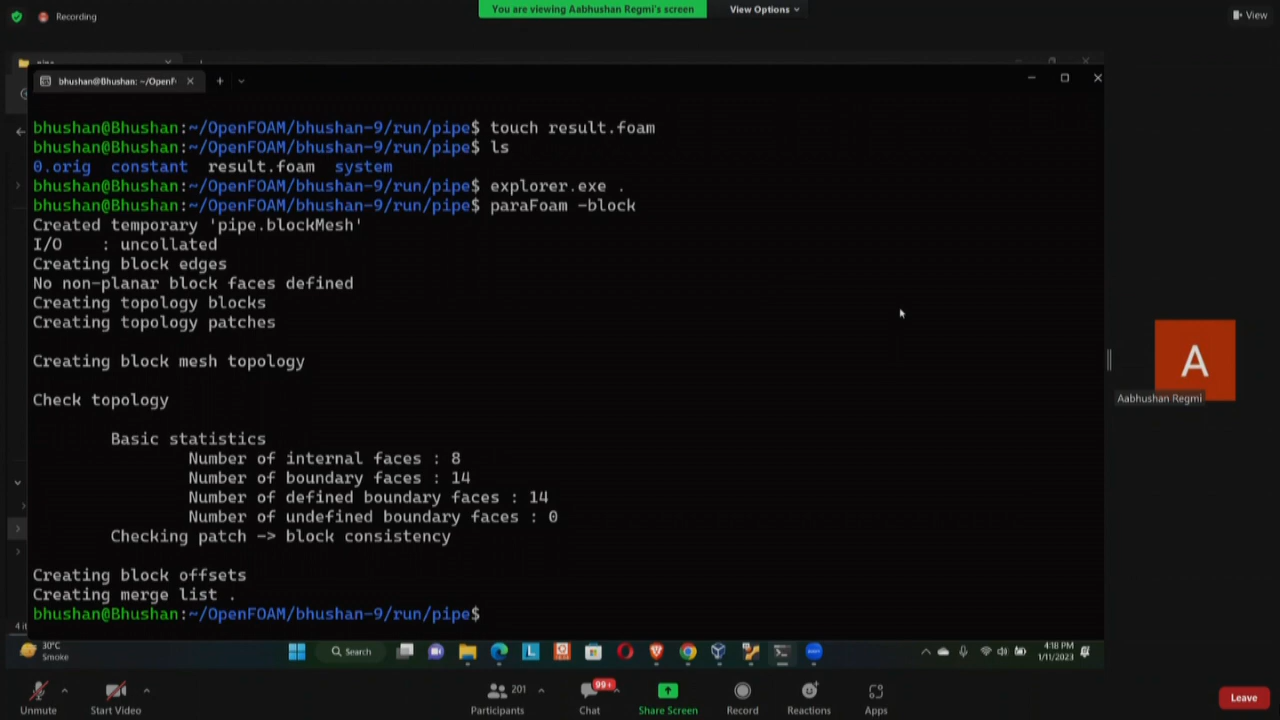 Recording
You are viewing Aabhushan Regmi's screen
View Options
View
bhushan@Bhushan: ~/OpenF
bhushan@Bhushan:~/OpenFOAM/bhushan-9/run/pipe$ touch result.foam
bhushan@Bhushan:~/OpenFOAM/bhushan-9/run/pipe$ ls
0.orig constant result.foam system
bhushan@Bhushan:~/OpenFOAM/bhushan-9/run/pipe$ explorer.exe .
bhushan@Bhushan:~/OpenFOAM/bhushan-9/run/pipe$ paraFoam -block
Created temporary 'pipe.blockMesh'
I/O : uncollated
Creating block edges
No non-planar block faces defined
Creating topology blocks
Creating topology patches
Creating block mesh topology
Check topology
Basic statistics
Number of internal faces : 8
Number of boundary faces : 14
Number of defined boundary faces : 14
Number of undefined boundary faces : 0
Checking patch -> block consistency
Creating block offsets
Creating merge list .
bhushan@Bhushan:~/OpenFOAM/bhushan-9/run/pipe$
A
Aabhushan Regmi
30°C
Smoke
Search
4:18 PM
1/11/2023
Unmute
Start Video
201
Participants
99+
Chat
Share Screen
Record
Reactions
Apps
Leave